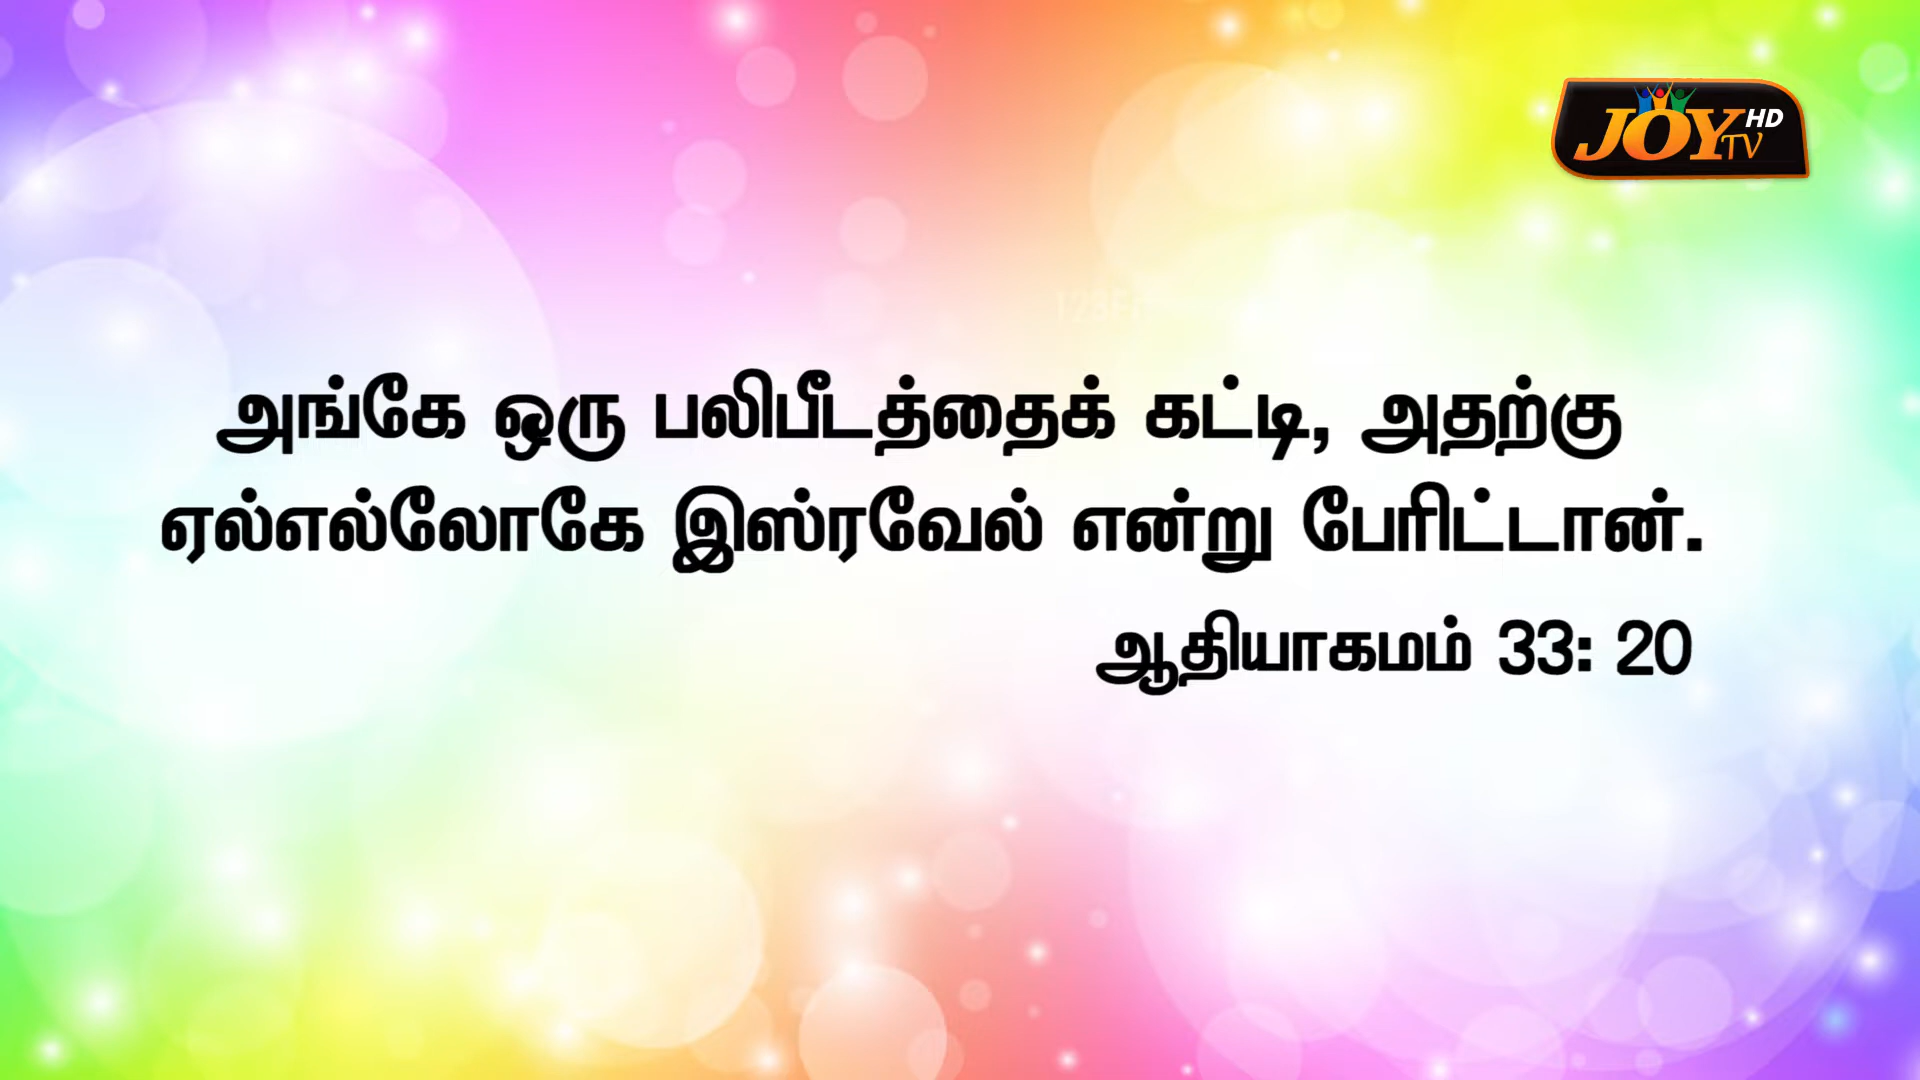 JOY HD
TV
அங்கே ஒரு பலிபீடத்தைக் கட்டி, அதற்கு
ஏல்எல்லோகே இஸ்ரவேல் என்று பேரிட்டான்.
ஆதியாகமம் 33: 20